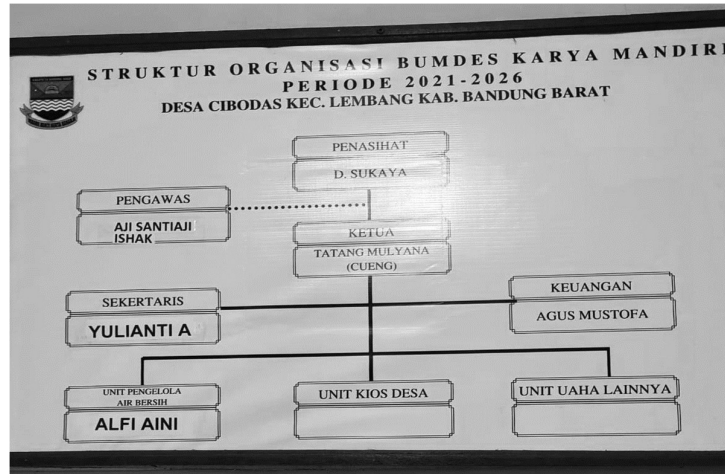 STRUKTUR ORGANISASI BUMDES KARYA MANDIRI
PERIODE 2021-2026
DESA CIBODAS KEC. LEMBANG KAB. BANDUNG BARAT
PENASIHAT
D. SUKAYA
PENGAWAS
AJI SANTIAJI
ISHAK
KETUA
TATANG MULYANA
(CUENG)
SEKERTARIS
YULIANTI A
KEUANGAN
AGUS MUSTOFA
UNIT PENGELOLA
AIR BERSIH
ALFI AINI
UNIT KIOS DESA
UNIT UAHA LAINNYA